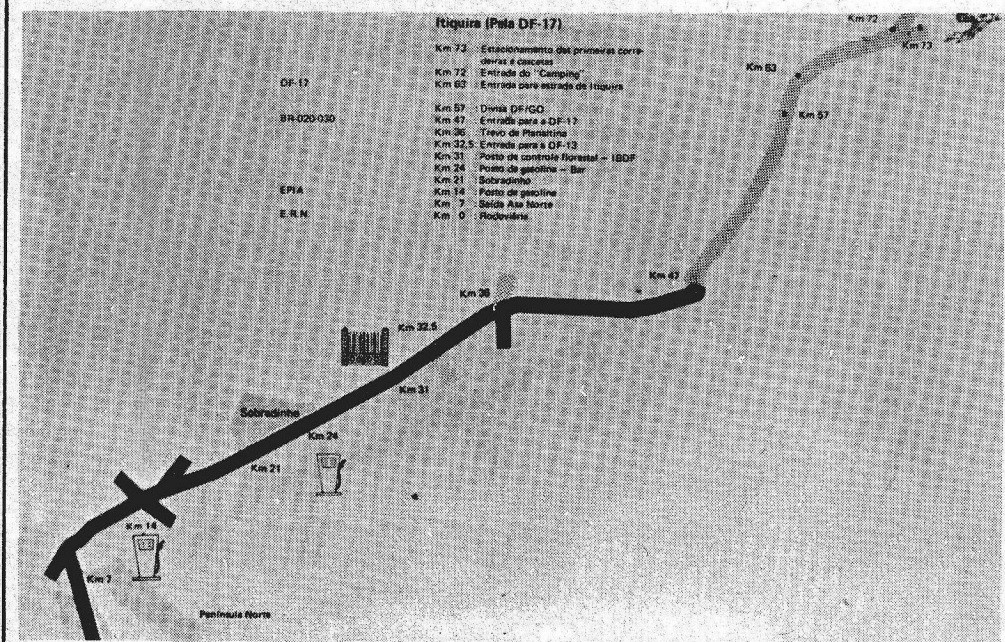 Itiquira (Pela DF-17)
Km 73 : Estacionamento das primeiras corre-
deiras e cascatas
Km 72 : Entrada do "Camping"
Km 63 : Entrada para estrada de Itiquira
DF-17
Km 57 : Divisa DF/GO
BR-020-030
Km 47 : Entrada para a DF-17
Km 36 : Trevo de Planaltina
Km 32,5: Entrada para a DF-13
Km 31 : Posto de controle florestal – IBDF
Km 24 : Posto de gasolina – Bar
Km 21 : Sobradinho
EPIA
Km 14 : Posto de gasolina
Km 7 : Saída Asa Norte
E.R.N.
Km 0 : Rodoviária
Km 72
Km 73
Km 63
Km 57
Km 47
Km 36
Km 32,5
Km 31
Sobradinho
Km 24
Km 21
Km 14
Km 7
Península Norte